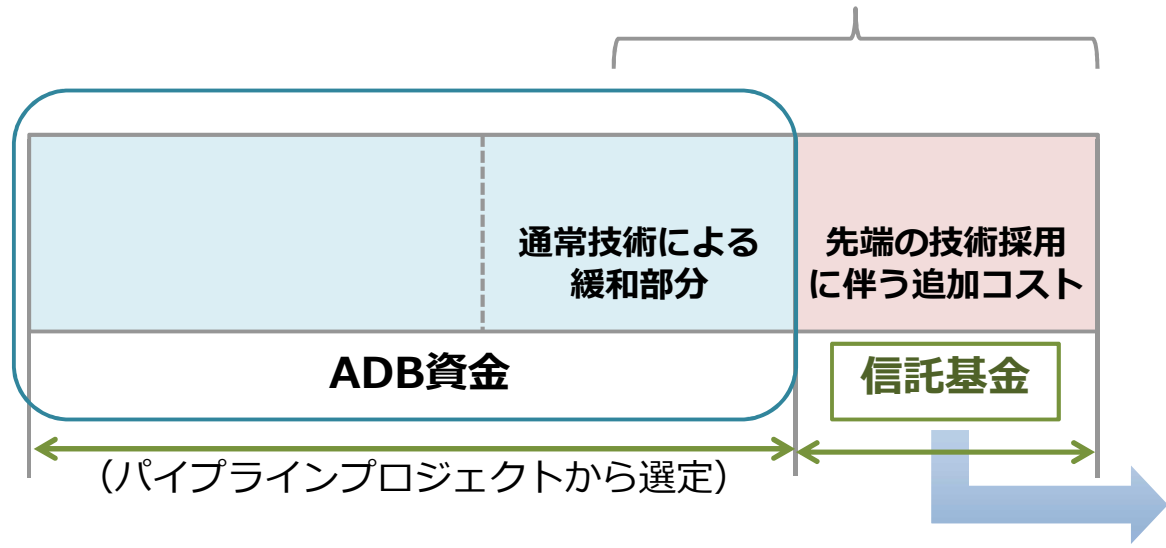 通常技術による
緩和部分
先端の技術採用
に伴う追加コスト
ADB資金
信託基金
（パイプラインプロジェクトから選定）